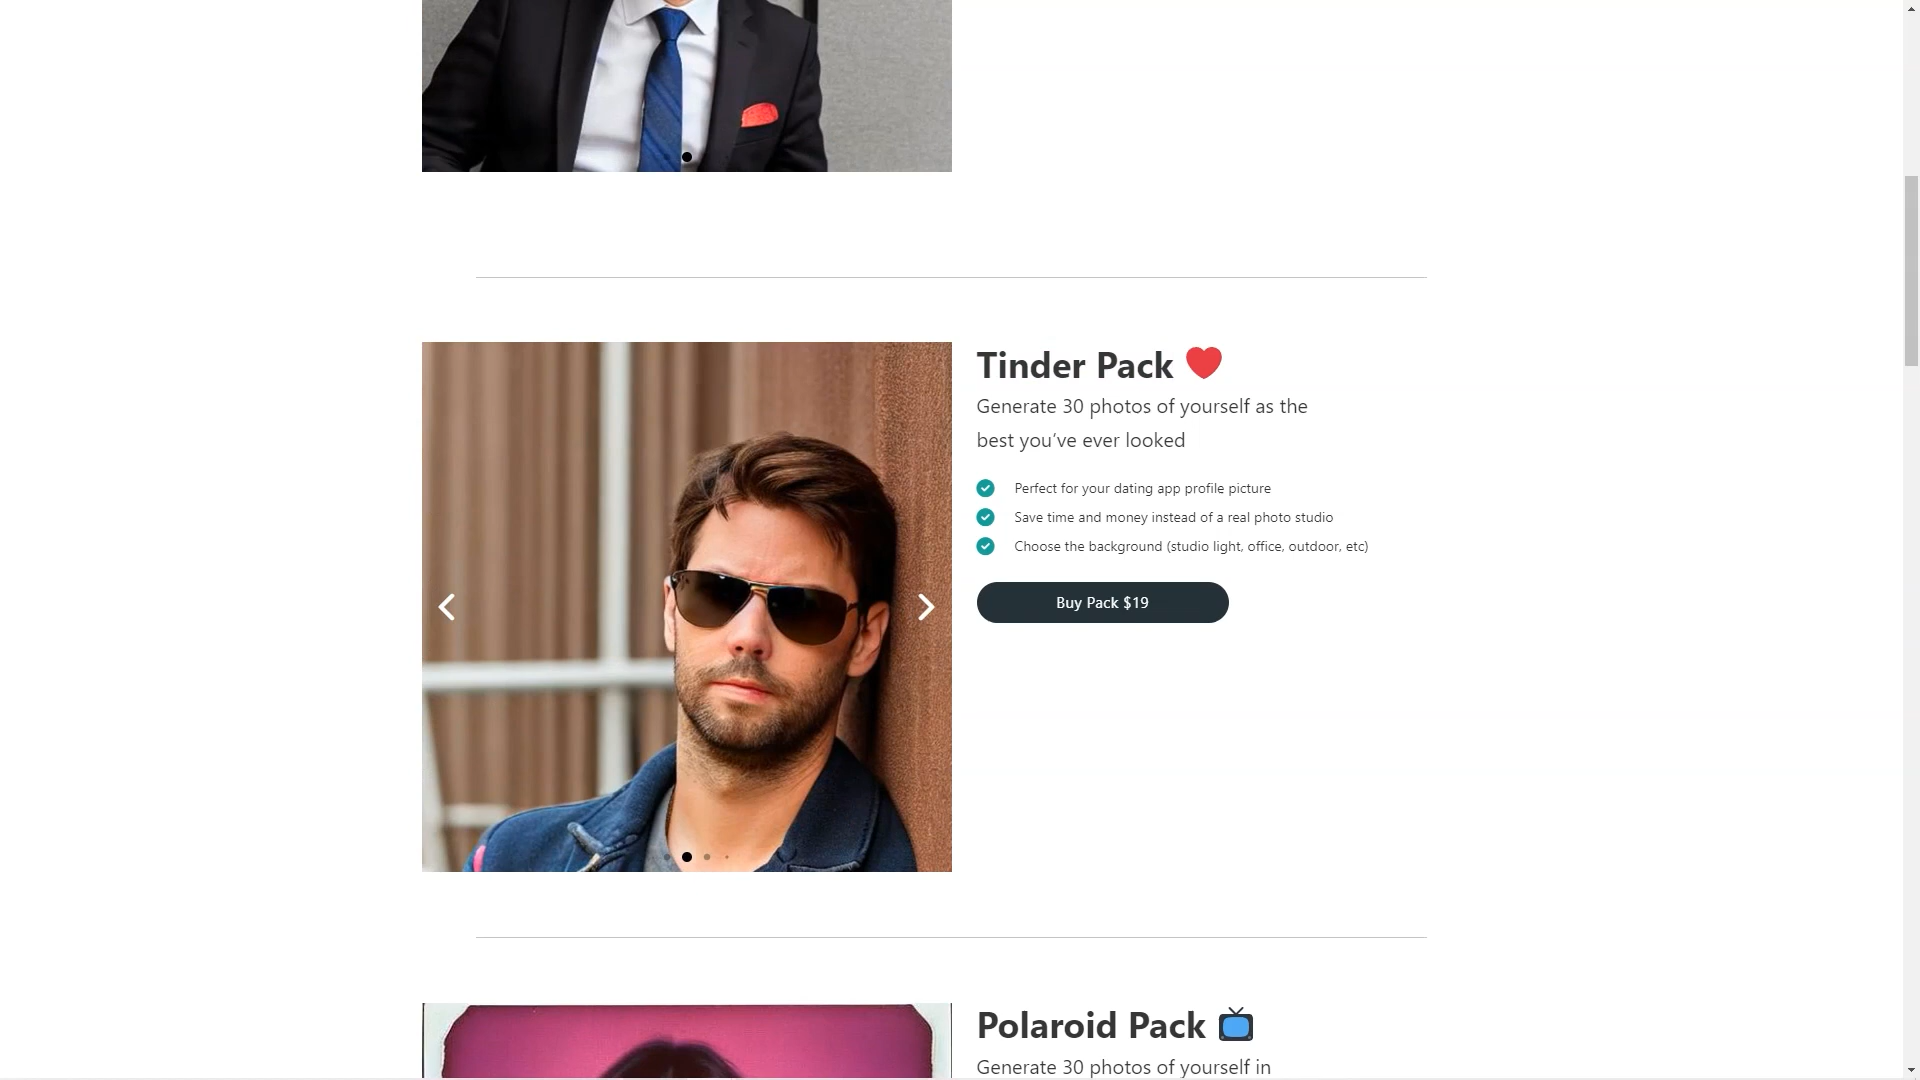 Tinder Pack ❤️
Generate 30 photos of yourself as the
best you’ve ever looked
Perfect for your dating app profile picture
Save time and money instead of a real photo studio
Choose the background (studio light, office, outdoor, etc)
Buy Pack $19
Polaroid Pack 📺
Generate 30 photos of yourself in